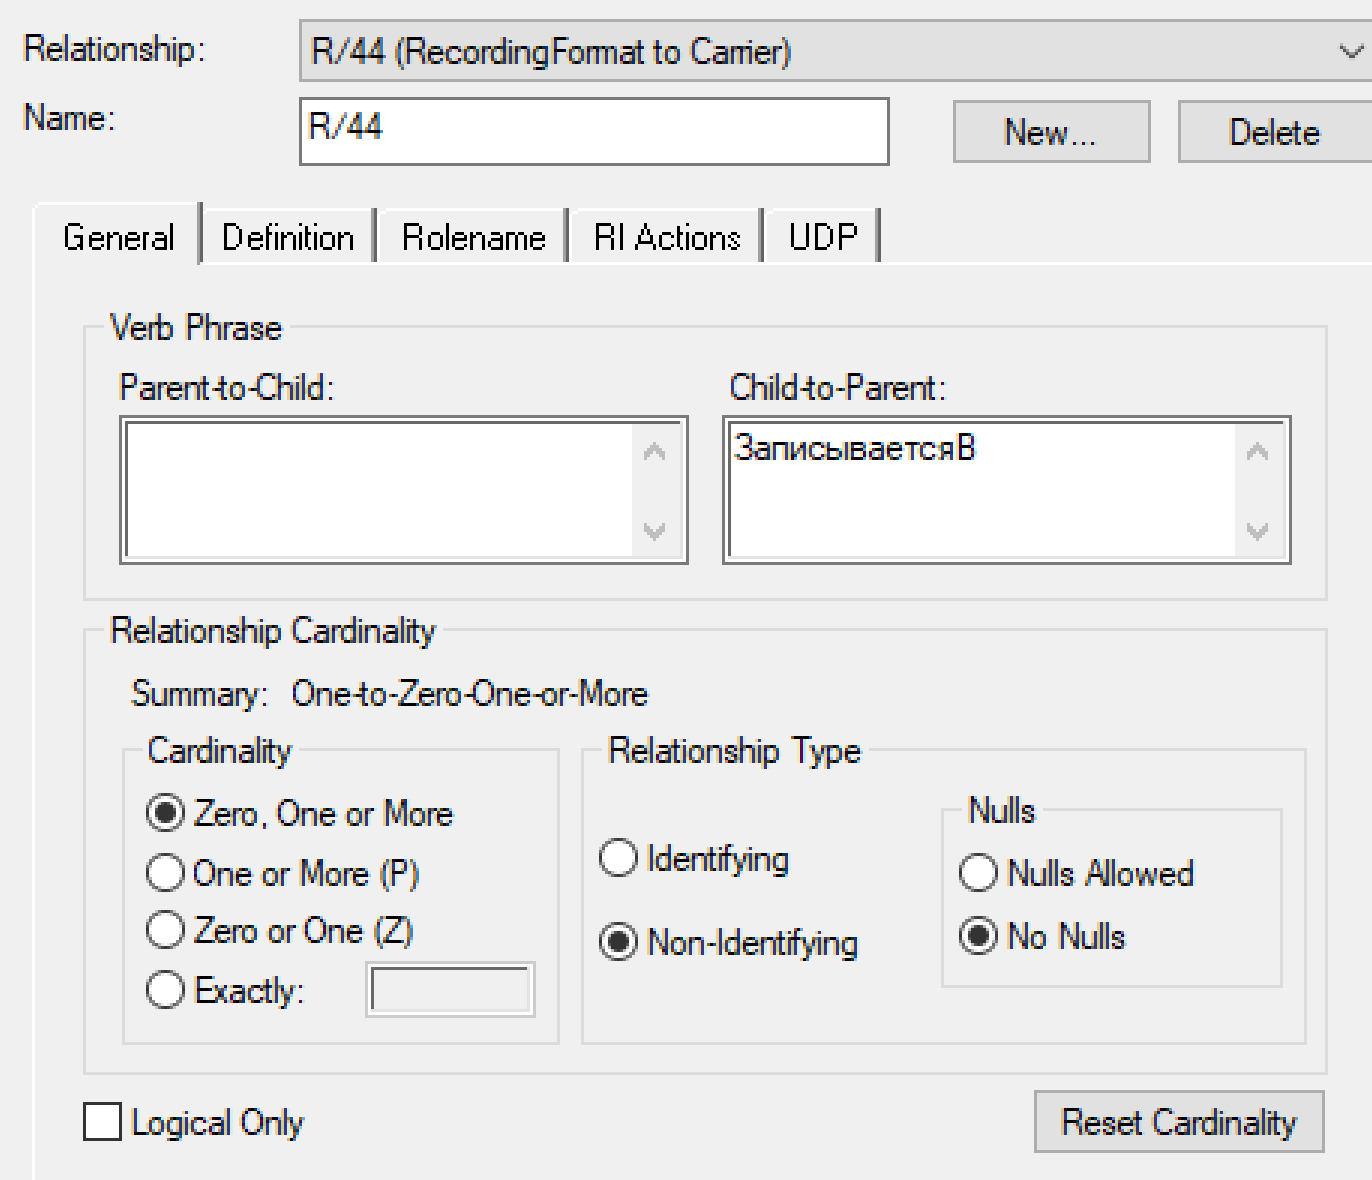 Relationship: R/44 (RecordingFormat to Carrier)
Name: R/44 New... Delete
General Definition Rolename RI Actions UDP
Verb Phrase
Parent-to-Child: Child-to-Parent:
ЗаписываетсяВ
Relationship Cardinality
Summary: One-to-Zero-One-or-More
Cardinality
Zero, One or More
One or More (P)
Zero or One (Z)
Exactly:
Relationship Type
Identifying
Non-Identifying
Nulls
Nulls Allowed
No Nulls
Logical Only
Reset Cardinality